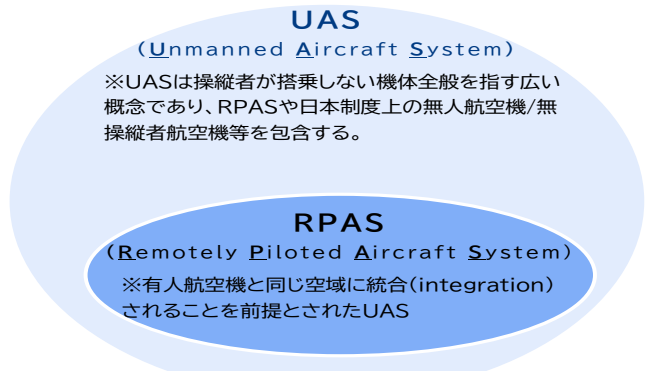 UAS
(Unmanned Aircraft System)
※UASは操縦者が搭乗しない機体全般を指す広い
概念であり、RPASや日本制度上の無人航空機/無
操縦者航空機等を包含する。
RPAS
(Remotely Piloted Aircraft System)
※有人航空機と同じ空域に統合(integration)
されることを前提とされたUAS